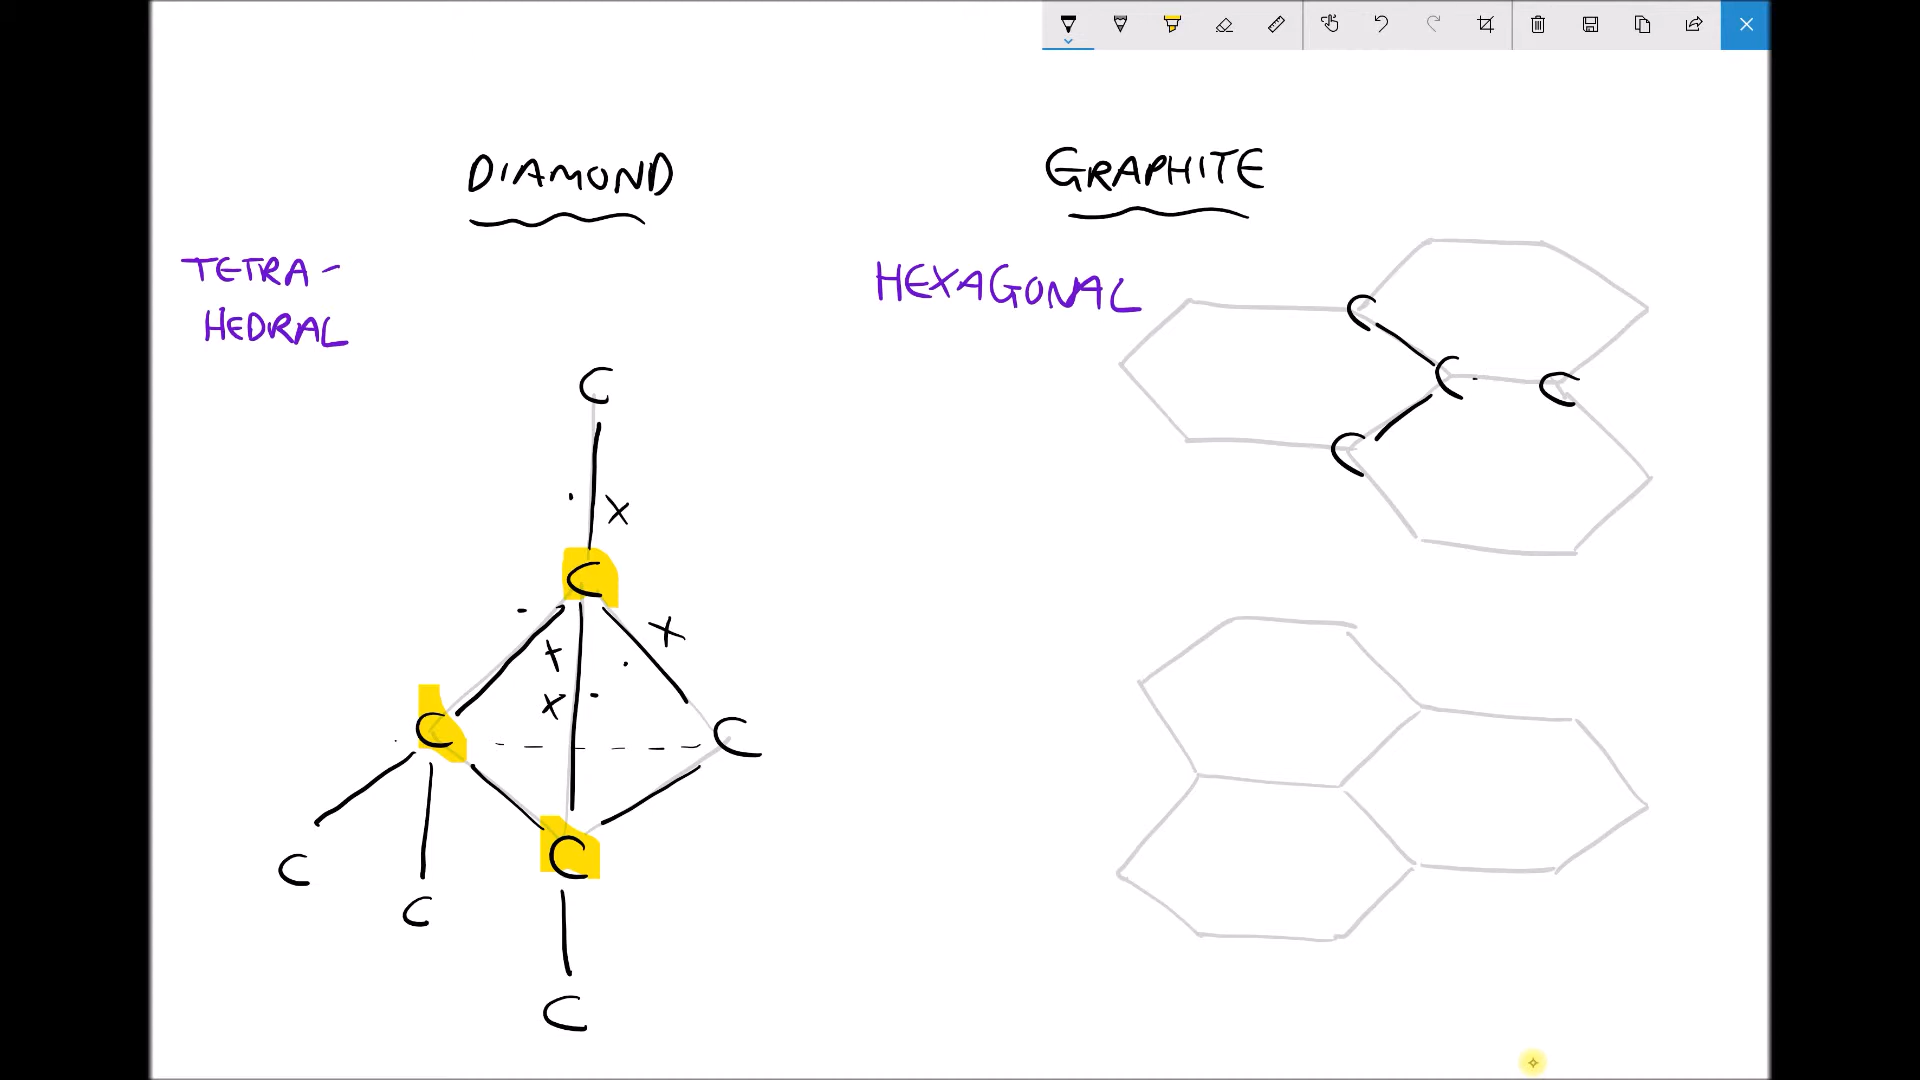 DIAMOND
GRAPHITE
TETRA -
HEDRAL
HEXAGONAL
C
C
C
C
C
. x
C
- x
+ .
x -
C
C
C
C
C
C